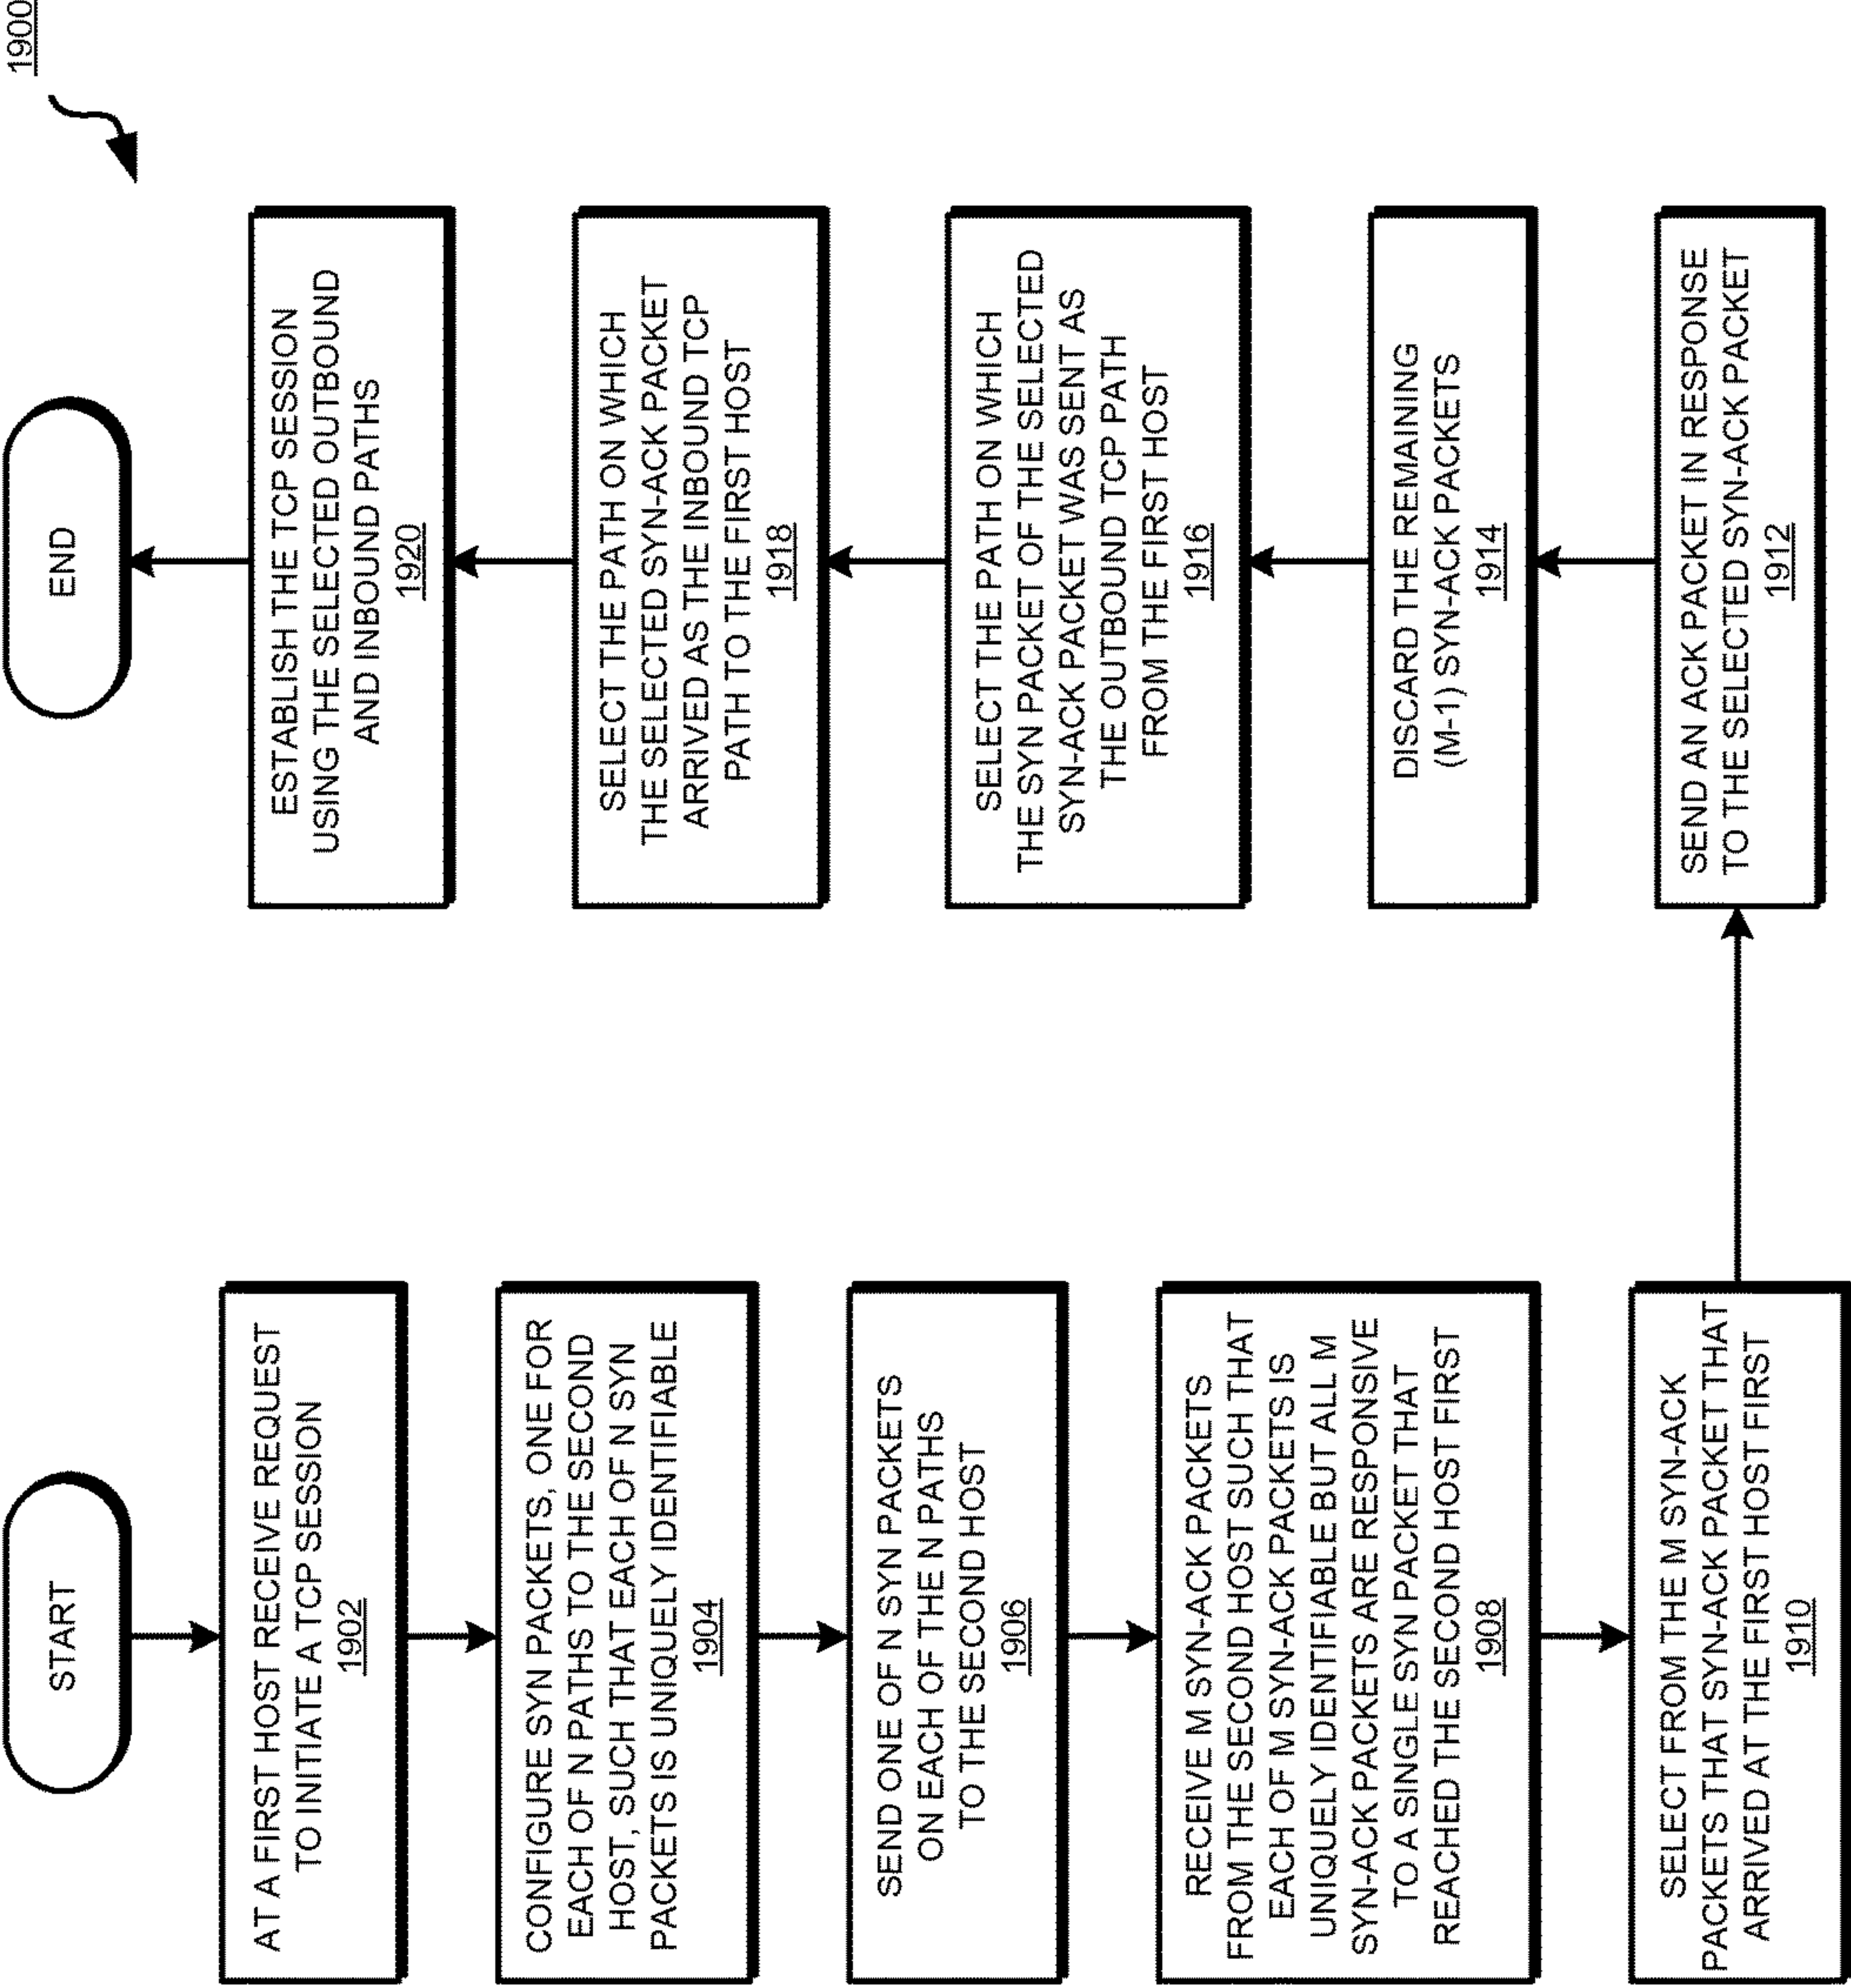 1900
START
AT A FIRST HOST RECEIVE REQUEST
TO INITIATE A TCP SESSION
1902
CONFIGURE SYN PACKETS, ONE FOR
EACH OF N PATHS TO THE SECOND
HOST, SUCH THAT EACH OF N SYN
PACKETS IS UNIQUELY IDENTIFIABLE
1904
SEND ONE OF N SYN PACKETS
ON EACH OF THE N PATHS
TO THE SECOND HOST
1906
RECEIVE M SYN-ACK PACKETS
FROM THE SECOND HOST SUCH THAT
EACH OF M SYN-ACK PACKETS IS
UNIQUELY IDENTIFIABLE BUT ALL M
SYN-ACK PACKETS ARE RESPONSIVE
TO A SINGLE SYN PACKET THAT
REACHED THE SECOND HOST FIRST
1908
SELECT FROM THE M SYN-ACK
PACKETS THAT SYN-ACK PACKET THAT
ARRIVED AT THE FIRST HOST FIRST
1910
SEND AN ACK PACKET IN RESPONSE
TO THE SELECTED SYN-ACK PACKET
1912
DISCARD THE REMAINING
(M-1) SYN-ACK PACKETS
1914
SELECT THE PATH ON WHICH
THE SYN PACKET OF THE SELECTED
SYN-ACK PACKET WAS SENT AS
THE OUTBOUND TCP PATH
FROM THE FIRST HOST
1916
SELECT THE PATH ON WHICH
THE SELECTED SYN-ACK PACKET
ARRIVED AS THE INBOUND TCP
PATH TO THE FIRST HOST
1918
ESTABLISH THE TCP SESSION
USING THE SELECTED OUTBOUND
AND INBOUND PATHS
1920
END